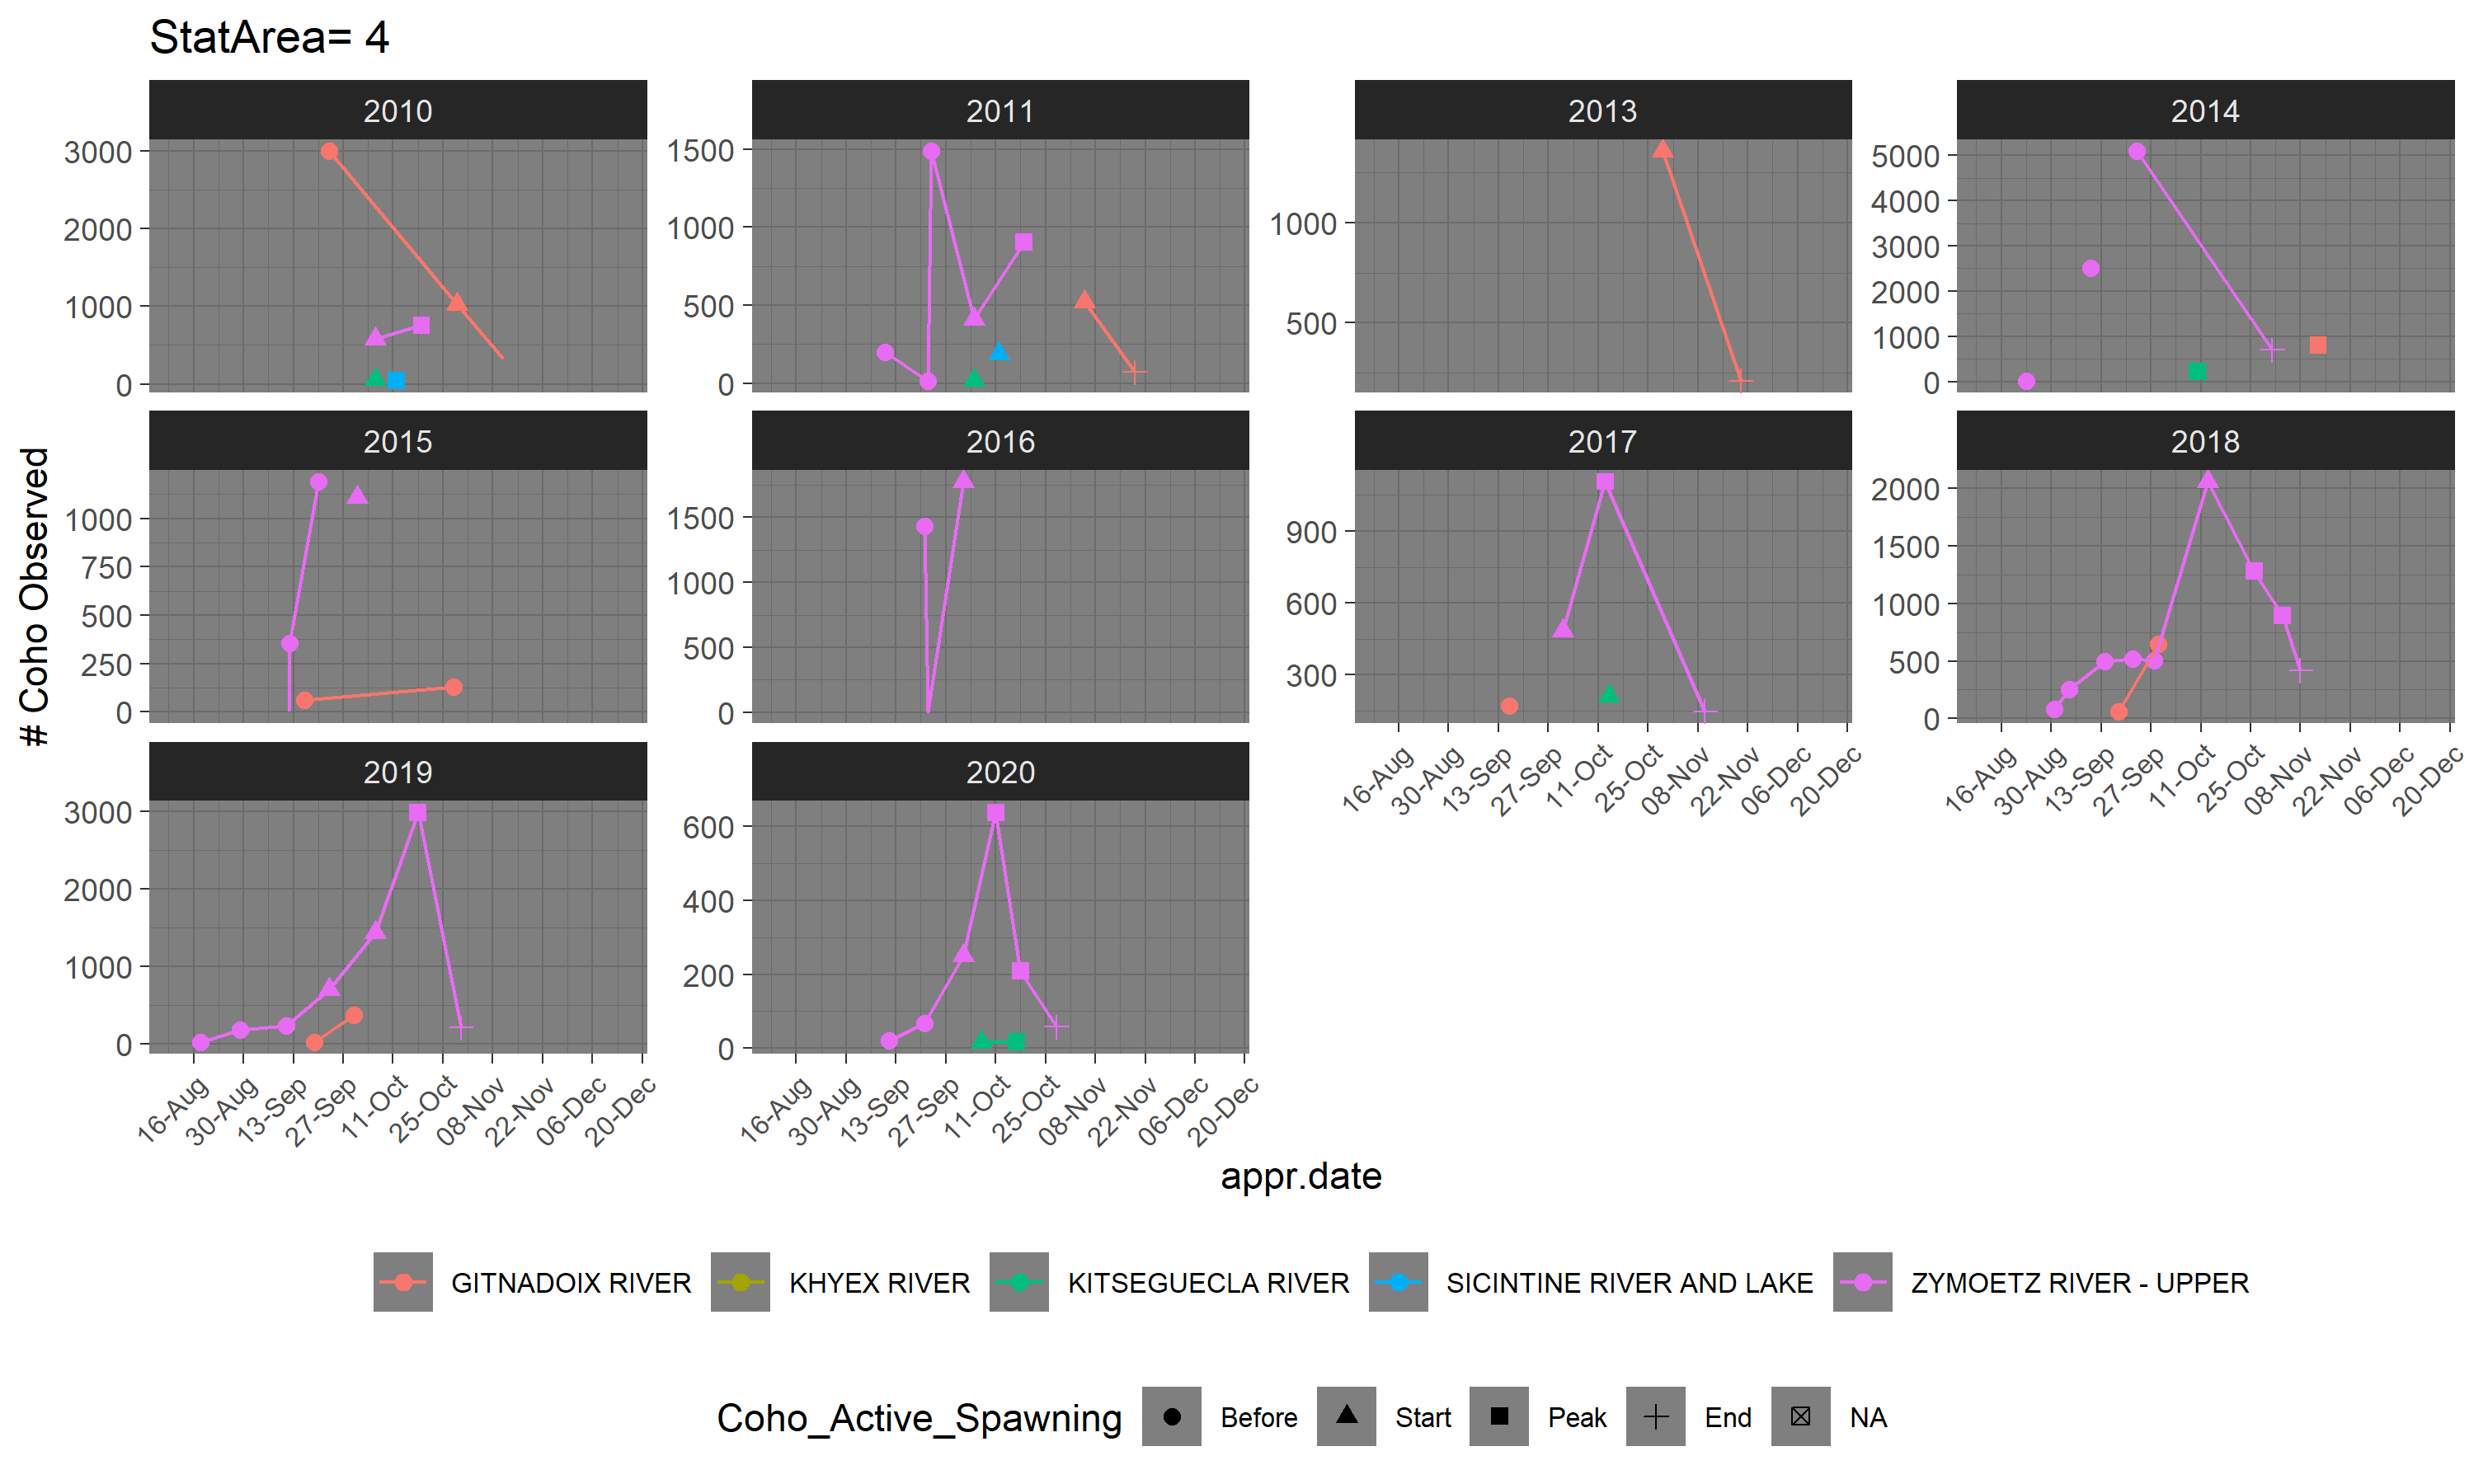 StatArea= 4
2010
2011
2013
2014
3000
2000
1000
0
1500
1000
500
0
1000
500
5000
4000
3000
2000
1000
0
2015
2016
2017
2018
1000
750
500
250
0
1500
1000
500
0
900
600
300
2000
1500
1000
500
0
16-Aug
30-Aug
13-Sep
27-Sep
11-Oct
25-Oct
08-Nov
22-Nov
06-Dec
20-Dec
16-Aug
30-Aug
13-Sep
27-Sep
11-Oct
25-Oct
08-Nov
22-Nov
06-Dec
20-Dec
# Coho Observed
2019
2020
3000
2000
1000
0
600
400
200
0
16-Aug
30-Aug
13-Sep
27-Sep
11-Oct
25-Oct
08-Nov
22-Nov
06-Dec
20-Dec
16-Aug
30-Aug
13-Sep
27-Sep
11-Oct
25-Oct
08-Nov
22-Nov
06-Dec
20-Dec
appr.date
GITNADOIX RIVER KHYEX RIVER KITSEGUECLA RIVER SICINTINE RIVER AND LAKE ZYMOETZ RIVER - UPPER
Coho_Active_Spawning Before Start Peak End NA